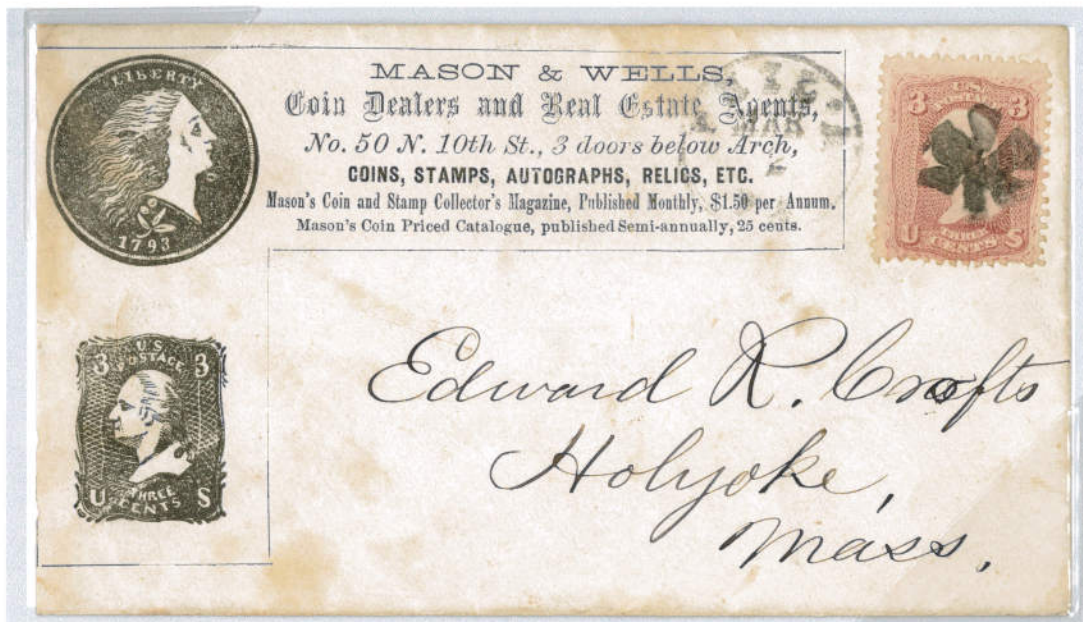 LIBERTY
1793
MASON & WELLS,
Coin Dealers and Real Estate Agents,
No. 50 N. 10th St., 3 doors below Arch,
COINS, STAMPS, AUTOGRAPHS, RELICS, ETC.
Mason's Coin and Stamp Collector's Magazine, Published Monthly, $1.50 per Annum.
Mason's Coin Priced Catalogue, published Semi-annually, 25 cents.
MAR
3 U.S. 3
U CENTS S
U.S.
3 POSTAGE 3
THREE
U CENTS S
Edward R. Crofts
Holyoke,
Mass.